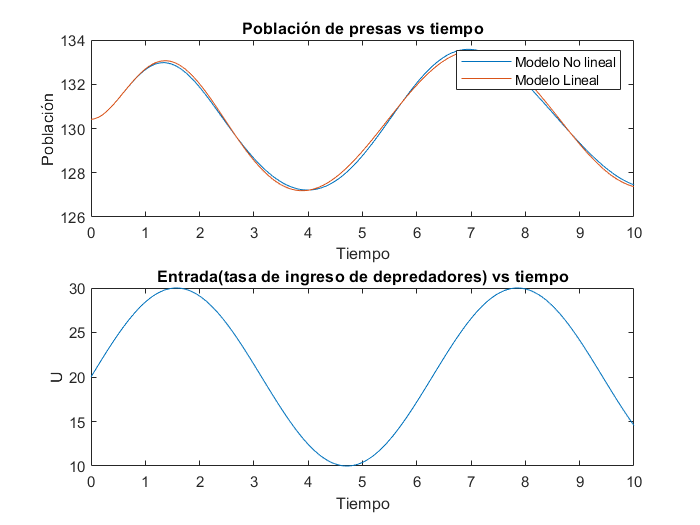 Población de presas vs tiempo
134
132
130
128
126
Población
Modelo No lineal
Modelo Lineal
0 1 2 3 4 5 6 7 8 9 10
Tiempo
Entrada(tasa de ingreso de depredadores) vs tiempo
30
25
20
15
10
U
0 1 2 3 4 5 6 7 8 9 10
Tiempo